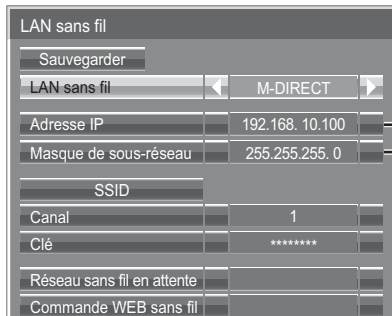 LAN sans fil
Sauvegarder
LAN sans fil M-DIRECT
Adresse IP 192.168. 10.100
Masque de sous-réseau 255.255.255. 0
SSID
Canal 1
Clé ********
Réseau sans fil en attente
Commande WEB sans fil